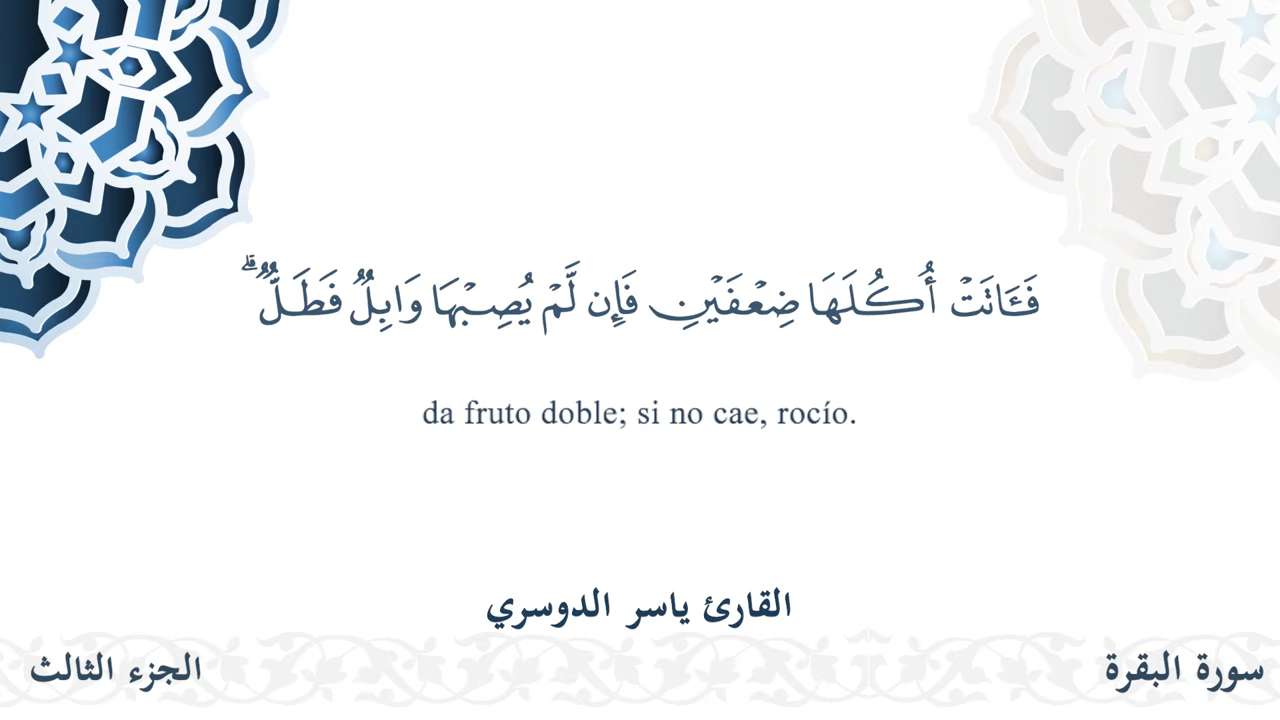 فَـَٔاتَتْ أُكُلَهَا ضِعْفَيْنِ فَإِن لَّمْ يُصِبْهَا وَابِلٌ فَطَلٌّ ۗ
da fruto doble; si no cae, rocío.
القارئ ياسر الدوسري
سورة البقرة
الجزء الثالث